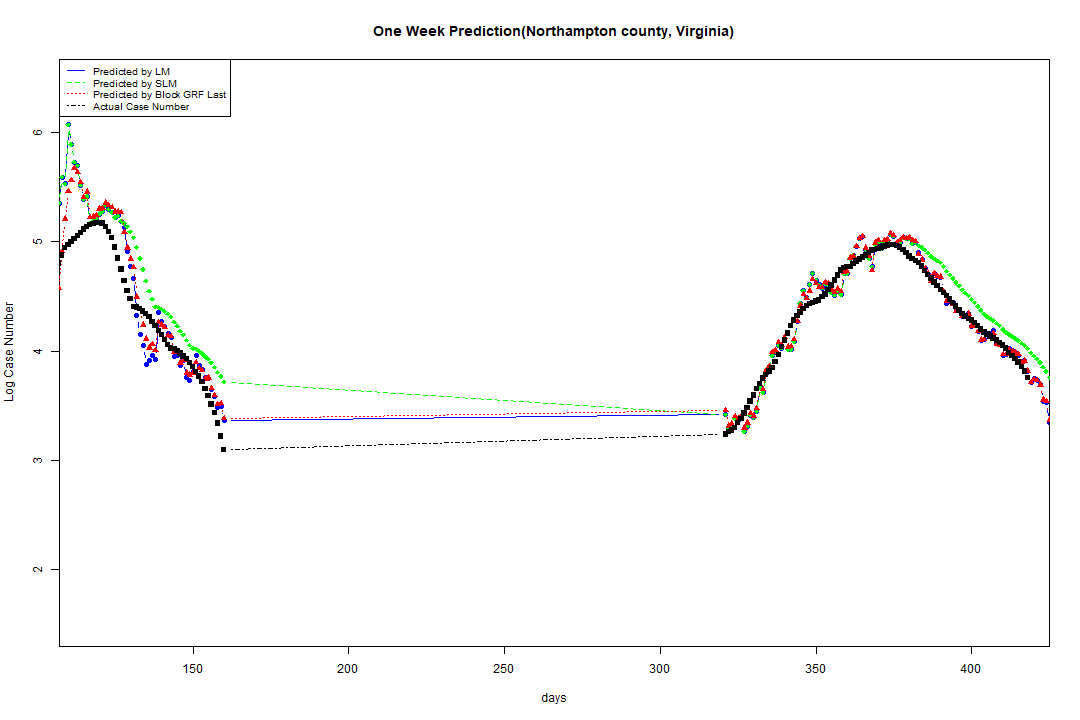 One Week Prediction(Northampton county, Virginia)
Predicted by LM
Predicted by SLM
Predicted by Block GRF Last
Actual Case Number
6
5
4
3
2
Log Case Number
150 200 250 300 350 400
days